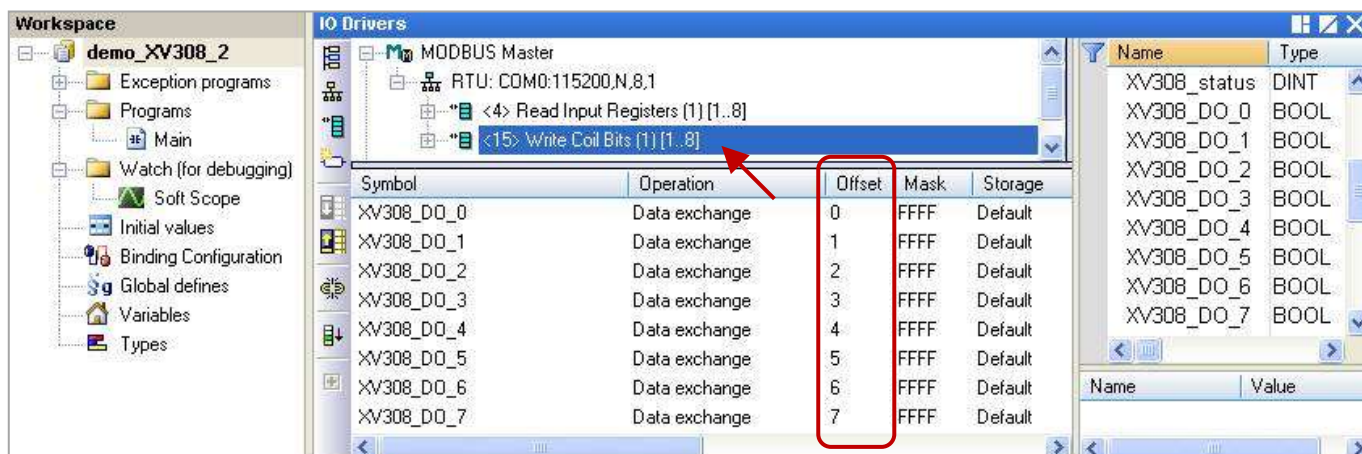 Workspace
demo_XV308_2
Exception programs
Programs
Main
Watch (for debugging)
Soft Scope
Initial values
Binding Configuration
Global defines
Variables
Types
IO Drivers
MODBUS Master
RTU: COM0:115200,N,8,1
<4> Read Input Registers (1) [1..8]
<15> Write Coil Bits (1) [1..8]
Symbol Operation Offset Mask Storage
XV308_DO_0 Data exchange 0 FFFF Default
XV308_DO_1 Data exchange 1 FFFF Default
XV308_DO_2 Data exchange 2 FFFF Default
XV308_DO_3 Data exchange 3 FFFF Default
XV308_DO_4 Data exchange 4 FFFF Default
XV308_DO_5 Data exchange 5 FFFF Default
XV308_DO_6 Data exchange 6 FFFF Default
XV308_DO_7 Data exchange 7 FFFF Default
Name Type
XV308_status DINT
XV308_DO_0 BOOL
XV308_DO_1 BOOL
XV308_DO_2 BOOL
XV308_DO_3 BOOL
XV308_DO_4 BOOL
XV308_DO_5 BOOL
XV308_DO_6 BOOL
XV308_DO_7 BOOL
Name Value